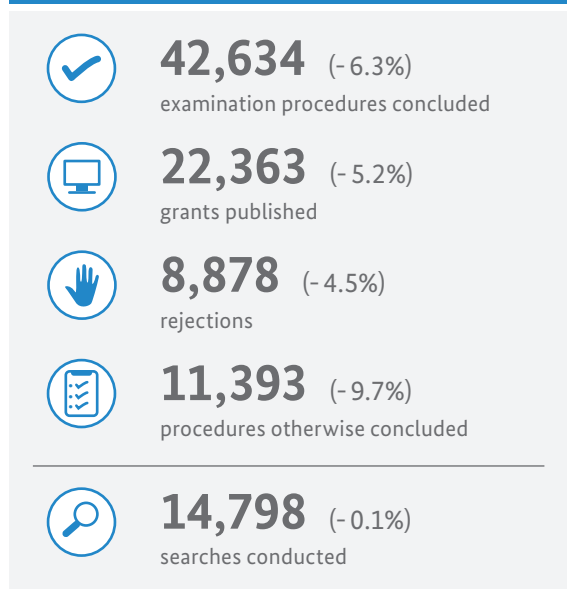 42,634 (- 6.3%)
examination procedures concluded
22,363 (- 5.2%)
grants published
8,878 (- 4.5%)
rejections
11,393 (- 9.7%)
procedures otherwise concluded
14,798 (- 0.1%)
searches conducted